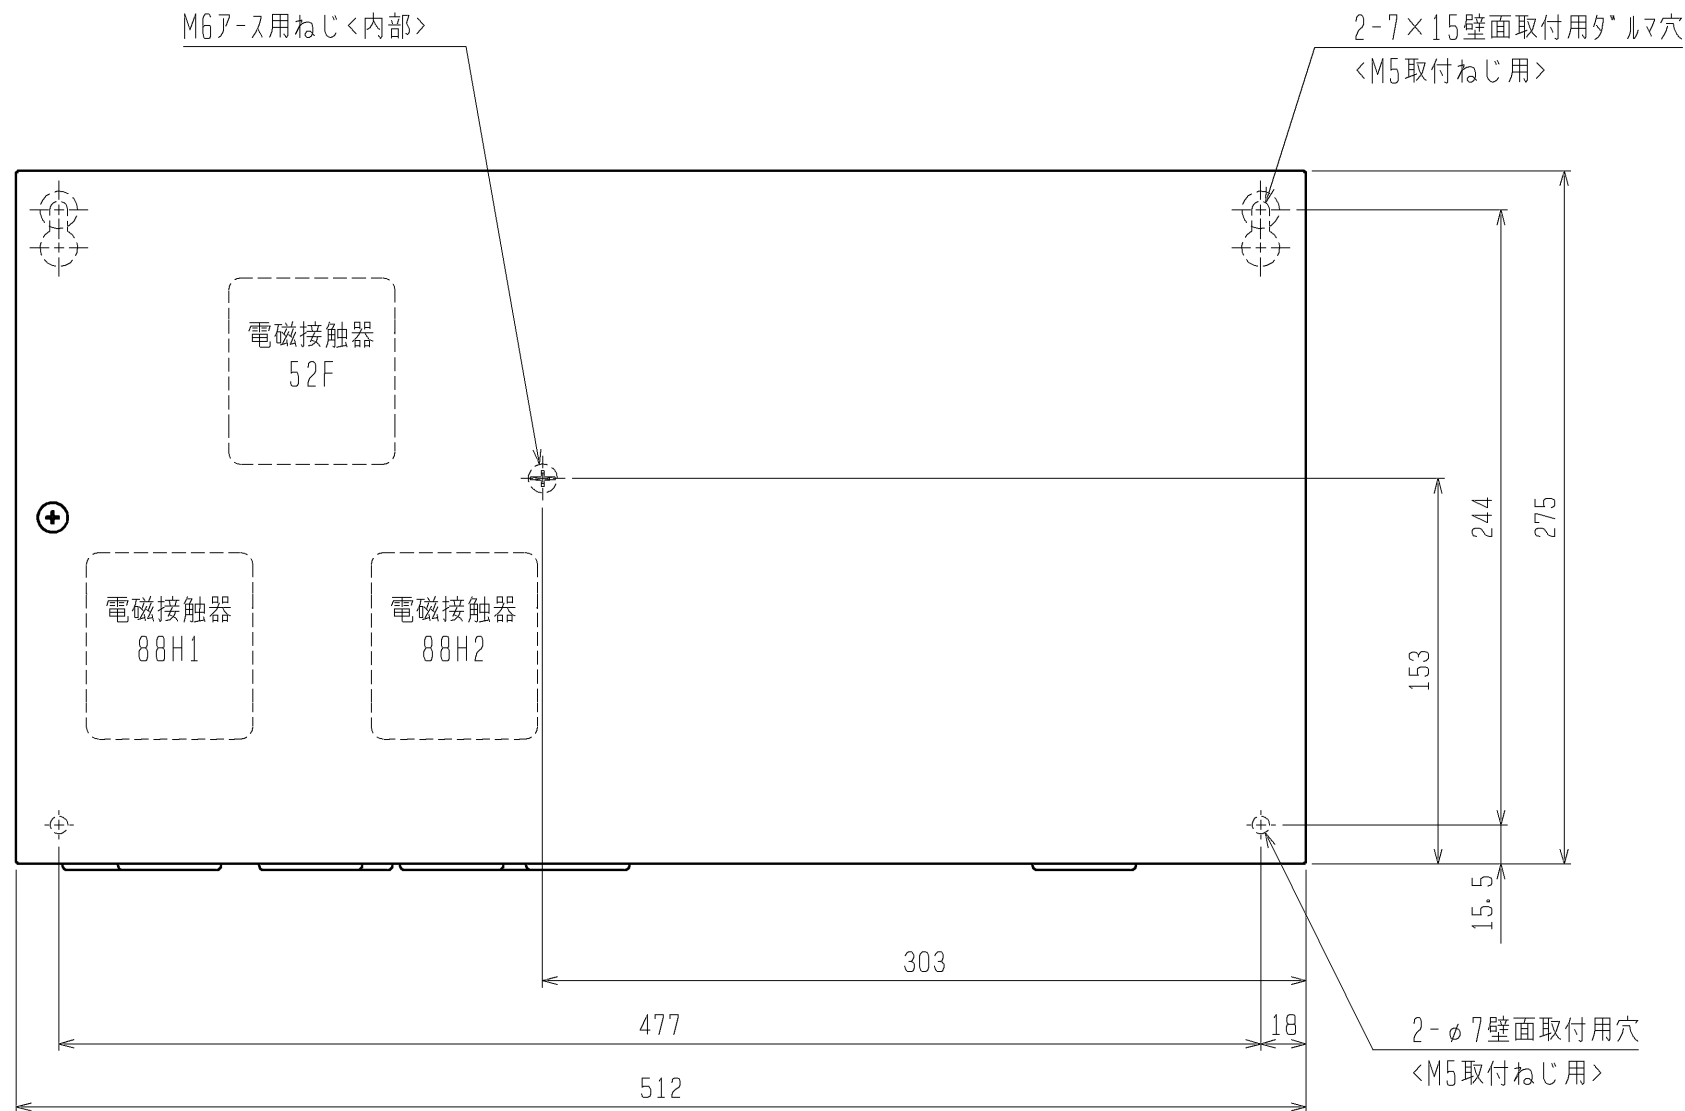 M6アース用ねじ<内部>
2-7×15壁面取付用ダルマ穴
<M5取付ねじ用>
電磁接触器
52F
電磁接触器
88H1
電磁接触器
88H2
244
275
153
15.5
303
477
18
512
2-φ7壁面取付用穴
<M5取付ねじ用>